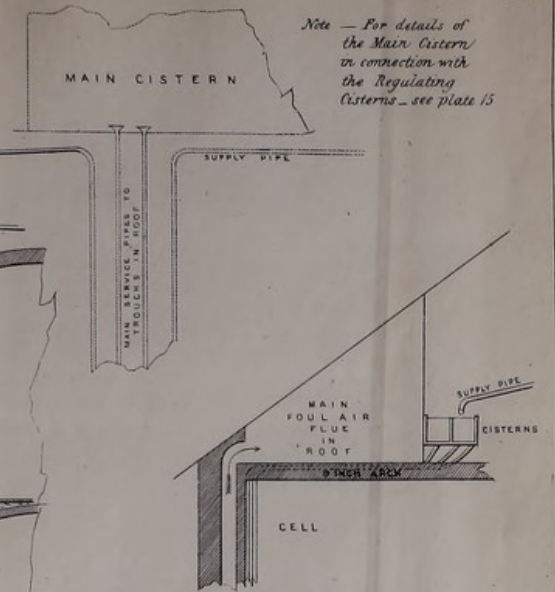 Note — For details of
the Main Cistern
in connection with
the Regulating
Cisterns – see plate 15
MAIN CISTERN
SUPPLY PIPE
MAIN SERVICE PIPES TO
TROUGHS IN ROOF
SUPPLY PIPE
CISTERNS
MAIN
FOUL AIR
FLUE
IN
ROOF
9 INCH ARCH
CELL